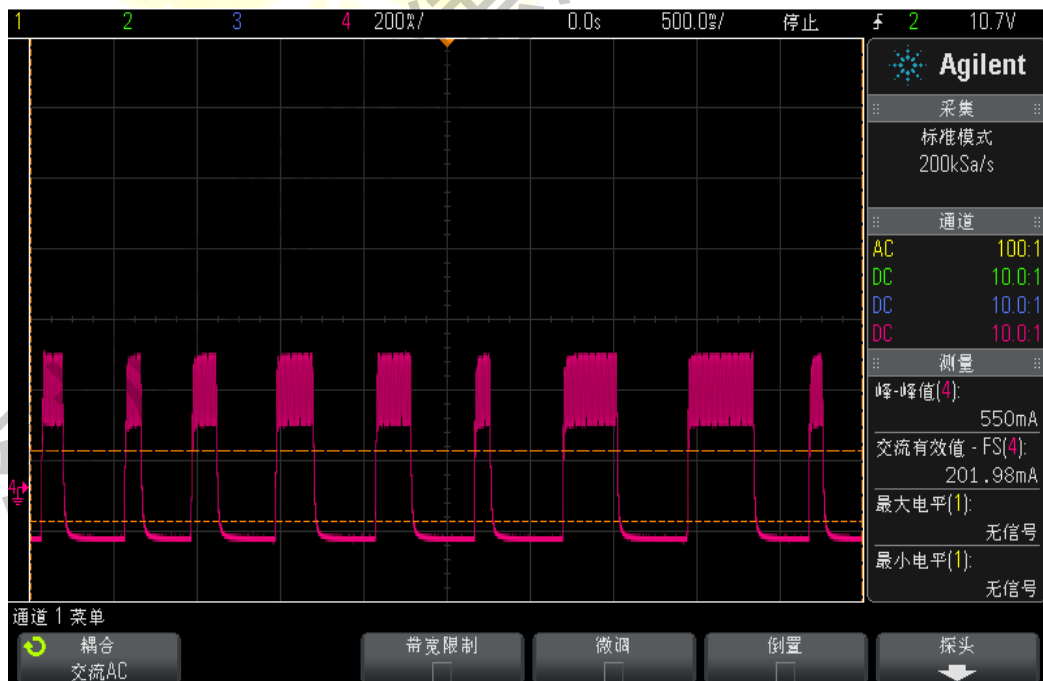 1 2 3 4 200㎷/ 0.0s 500.0㎳/ 停止 2 10.7V
Agilent
采集
标准模式
200kSa/s
通道
AC 100:1
DC 10.0:1
DC 10.0:1
DC 10.0:1
测量
峰-峰值(4):
550mA
交流有效值 - FS(4):
201.98mA
最大电平(1):
无信号
最小电平(1):
无信号
4
通道 1 菜单
耦合
交流AC
带宽限制
微调
倒置
探头